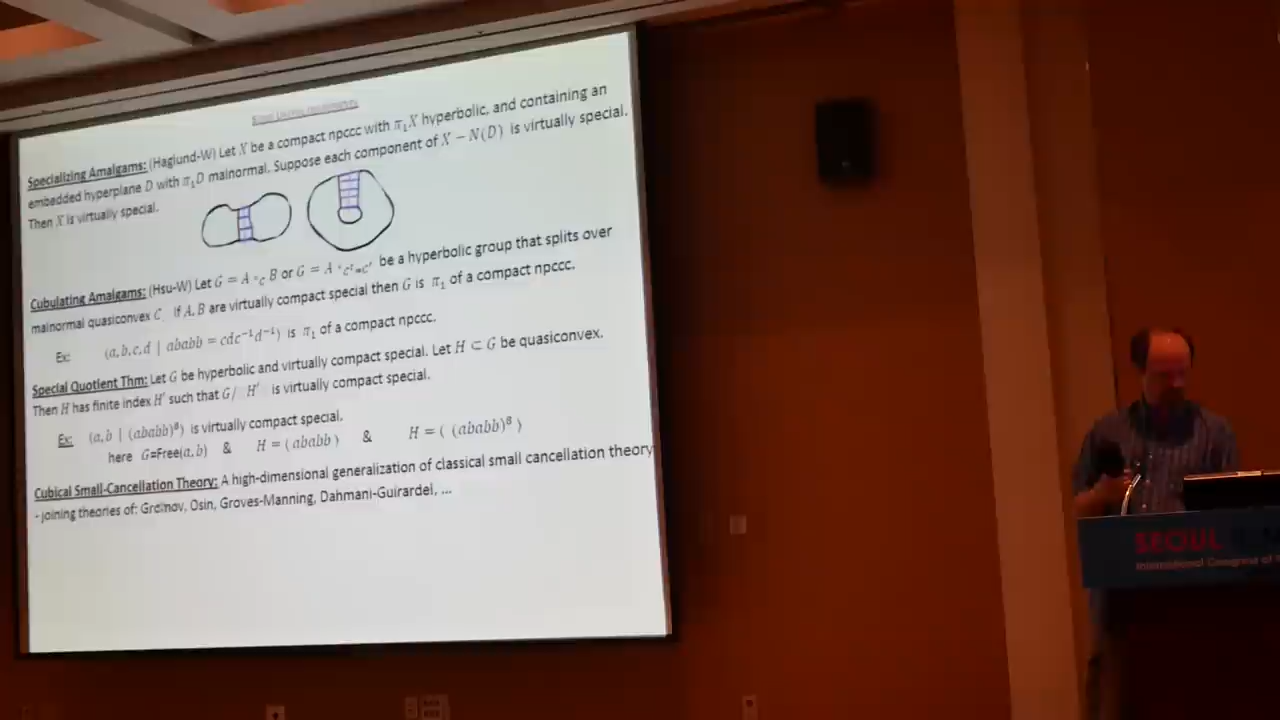 Specializing Amalgams: (Haglund-W) Let X be a compact npccc with π₁X hyperbolic, and containing an
embedded hyperplane D with π₁D malnormal. Suppose each component of X − N(D) is virtually special.
Then X is virtually special.
Cubulating Amalgams: (Hsu-W) Let G = A *_C B or G = A *_{C^t=C'} be a hyperbolic group that splits over
malnormal quasiconvex C. If A, B are virtually compact special then G is π₁ of a compact npccc.
Ex: ⟨a, b, c, d | ababb = cdc⁻¹d⁻¹⟩ is π₁ of a compact npccc.
Special Quotient Thm: Let G be hyperbolic and virtually compact special. Let H ⊂ G be quasiconvex.
Then H has finite index H' such that G/ H' is virtually compact special.
Ex: ⟨a, b | (ababb)⁸⟩ is virtually compact special.
here G=Free(a, b) & H = ⟨ababb⟩ & H = ⟨ (ababb)⁸ ⟩
Cubical Small-Cancellation Theory: A high-dimensional generalization of classical small cancellation theory
- joining theories of: Gromov, Osin, Groves-Manning, Dahmani-Guirardel, ...
SEOUL
International Congress of